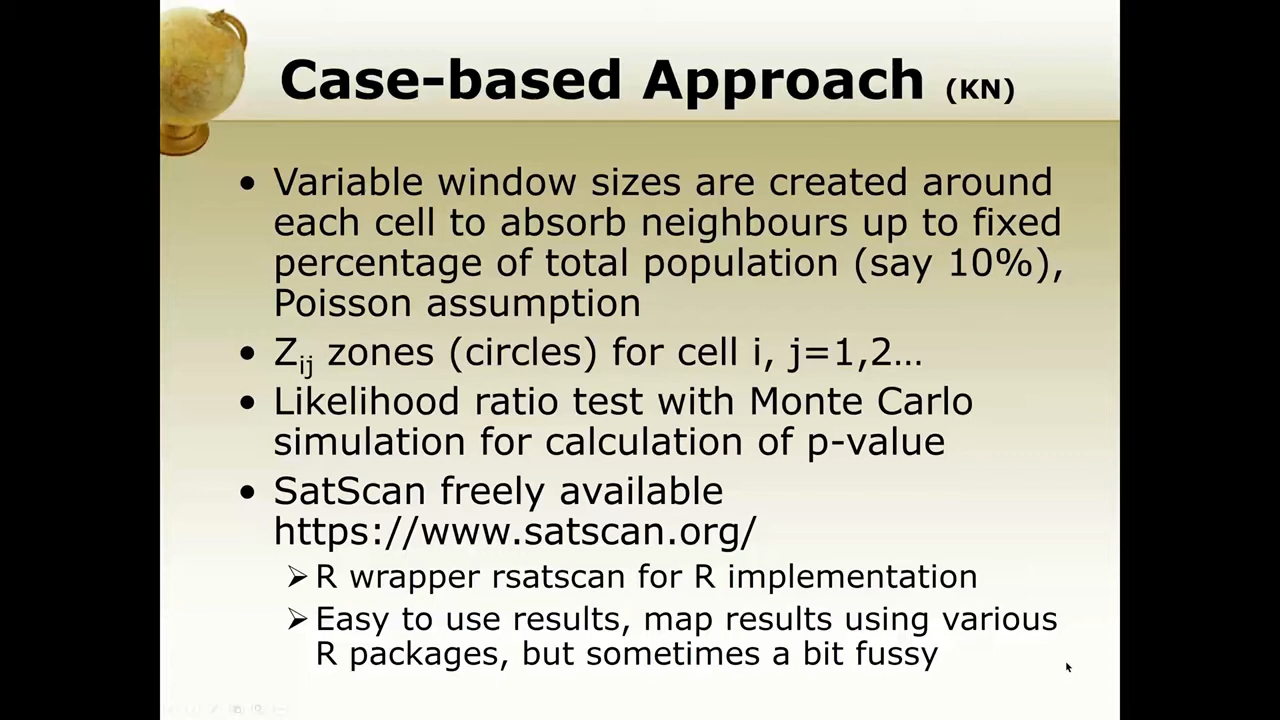 Case-based Approach (KN)
• Variable window sizes are created around
each cell to absorb neighbours up to fixed
percentage of total population (say 10%),
Poisson assumption
• Zij zones (circles) for cell i, j=1,2…
• Likelihood ratio test with Monte Carlo
simulation for calculation of p-value
• SatScan freely available
https://www.satscan.org/
➢ R wrapper rsatscan for R implementation
➢ Easy to use results, map results using various
R packages, but sometimes a bit fussy